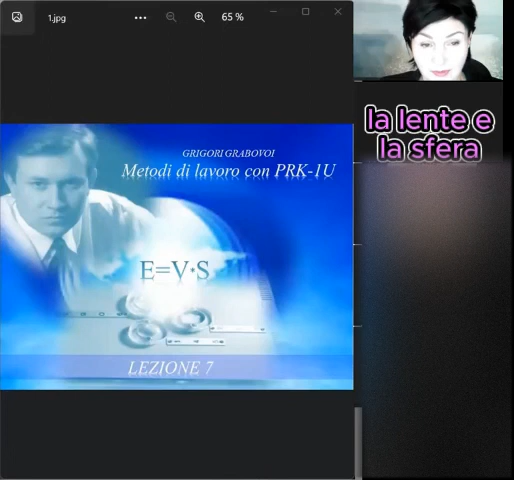 1.jpg
65 %
la lente e
la sfera
GRIGORI GRABOVOI
Metodi di lavoro con PRK-1U
E=V·S
LEZIONE 7